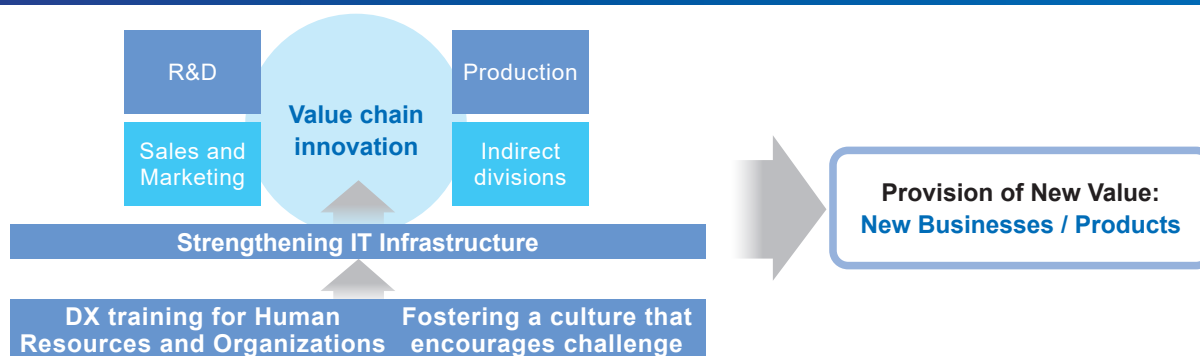 R&D
Production
Value chain
innovation
Sales and
Marketing
Indirect
divisions
Strengthening IT Infrastructure
DX training for Human
Resources and Organizations
Fostering a culture that
encourages challenge
Provision of New Value:
New Businesses / Products